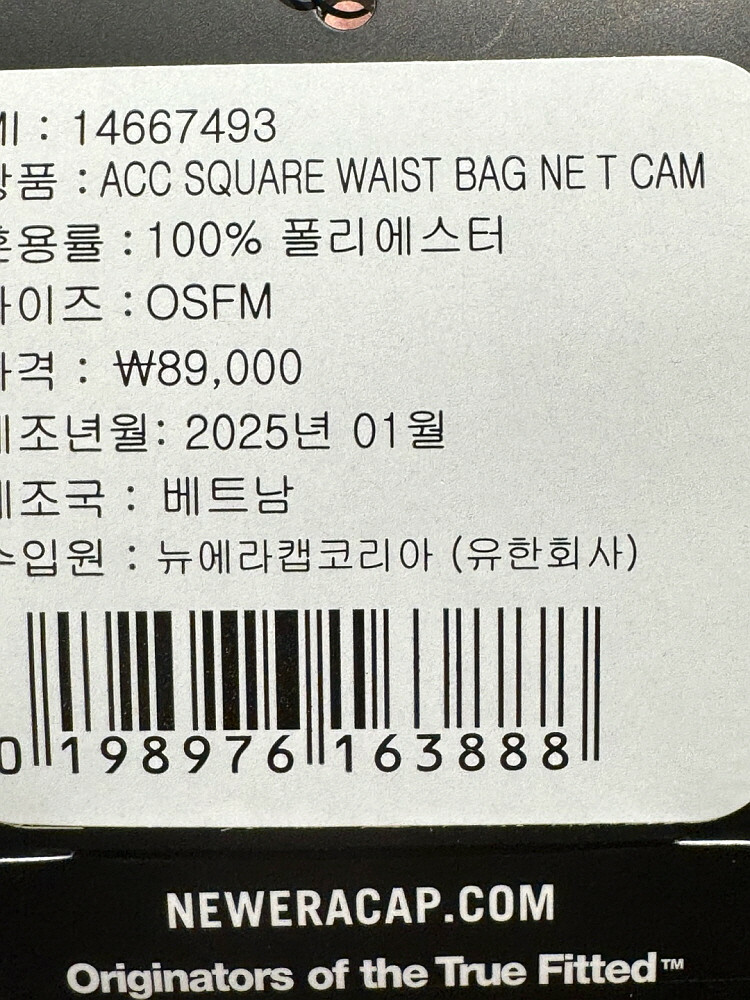 MI : 14667493
상품 : ACC SQUARE WAIST BAG NE T CAM
혼용률 : 100% 폴리에스터
사이즈 : OSFM
가격 : ₩89,000
제조년월: 2025년 01월
제조국 : 베트남
수입원 : 뉴에라캡코리아 (유한회사)
0 198976 163888
NEWERACAP.COM
Originators of the True Fitted™